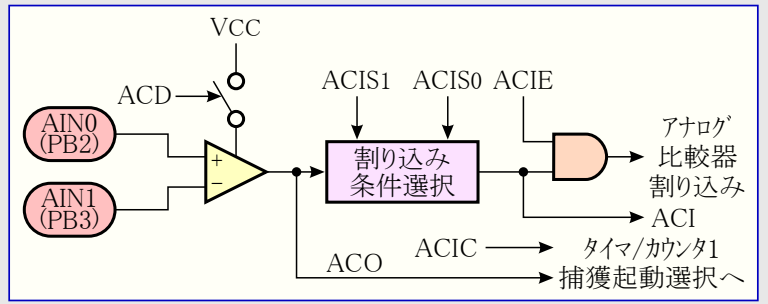 VCC
ACD
ACIS1
ACIS0
ACIE
AIN0
(PB2)
AIN1
(PB3)
+
−
割り込み
条件選択
アナログ
比較器
割り込み
ACI
ACIC
タイマ/カウンタ1
ACO
捕獲起動選択へ